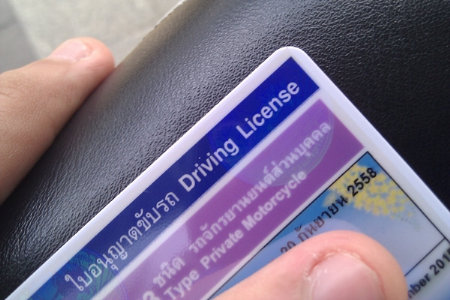 ใบอนุญาตขับรถ Driving License
ชนิด รถจักรยานยนต์ส่วนบุคคล
Type Private Motorcycle
กันยายน 2558